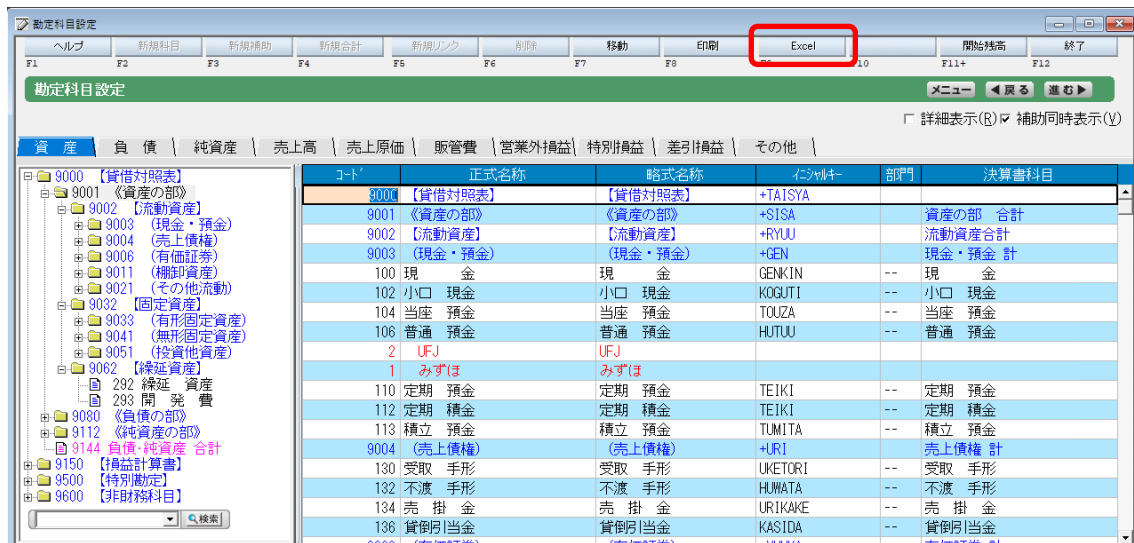 勘定科目設定
ヘルプ 新規科目 新規補助 新規合計 新規リンク 削除 移動 印刷 Excel 開始残高 終了
F1 F2 F3 F4 F5 F6 F7 F8 10 F11+ F12
勘定科目設定 メニュー ◀戻る 進む▶
詳細表示(R) 補助同時表示(V)
資 産 負 債 純資産 売上高 売上原価 販管費 営業外損益 特別損益 差引損益 その他
9000 【貸借対照表】
9001 《資産の部》
9002 【流動資産】
9003 (現金・預金)
9004 (売上債権)
9006 (有価証券)
9011 (棚卸資産)
9021 (その他流動)
9032 【固定資産】
9033 (有形固定資産)
9041 (無形固定資産)
9051 (投資他資産)
9062 【繰延資産】
292 繰延 資産
293 開 発 費
9080 《負債の部》
9112 《純資産の部》
9144 負債・純資産 合計
9150 【損益計算書】
9500 【特別勘定】
9600 【非財務科目】
検索
コード 正式名称 略式名称 イニシャルキー 部門 決算書科目
9000 【貸借対照表】 【貸借対照表】 +TAISYA
9001 《資産の部》 《資産の部》 +SISA 資産の部 合計
9002 【流動資産】 【流動資産】 +RYUU 流動資産合計
9003 (現金・預金) (現金・預金) +GEN 現金・預金 計
100 現 金 現 金 GENKIN -- 現 金
102 小口 現金 小口 現金 KOGUTI -- 小口 現金
104 当座 預金 当座 預金 TOUZA -- 当座 預金
106 普通 預金 普通 預金 HUTUU -- 普通 預金
2 UFJ UFJ
1 みずほ みずほ
110 定期 預金 定期 預金 TEIKI -- 定期 預金
112 定期 積金 定期 積金 TEIKI -- 定期 積金
113 積立 預金 積立 預金 TUMITA -- 積立 預金
9004 (売上債権) (売上債権) +URI 売上債権 計
130 受取 手形 受取 手形 UKETORI -- 受取 手形
132 不渡 手形 不渡 手形 HUWATA -- 不渡 手形
134 売 掛 金 売 掛 金 URIKAKE -- 売 掛 金
136 貸倒引当金 貸倒引当金 KASIDA -- 貸倒引当金